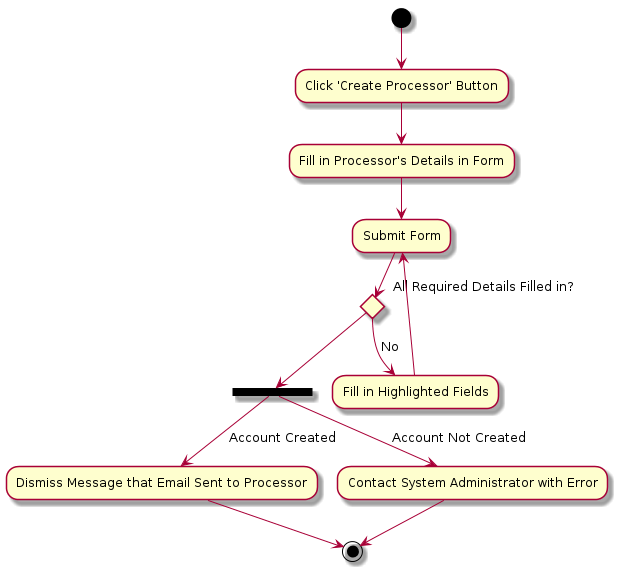 Click 'Create Processor' Button
Fill in Processor's Details in Form
Submit Form
All Required Details Filled in?
No
Fill in Highlighted Fields
Account Created
Account Not Created
Dismiss Message that Email Sent to Processor
Contact System Administrator with Error